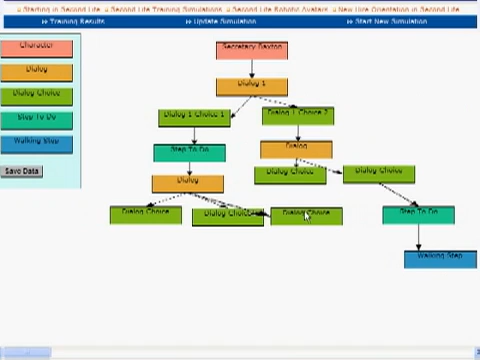 Starting in Second Life Second Life Training Simulations Second Life Robotic Avatars New Hire Orientation in Second Life
Training Results Update Simulation Start New Simulation
Character
Secretary Saxton
Dialog
Dialog 1
Dialog Choice
Dialog 1 Choice 1
Dialog 1 Choice 2
Step To Do
Step To Do
Dialog
Walking Step
Save Data
Dialog
Dialog Choice
Dialog Choice
Dialog Choice
Dialog Choice
Dialog Choice
Step To Do
Walking Step